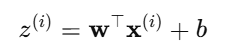 z^{(i)} = \mathbf{w}^\top \mathbf{x}^{(i)} + b